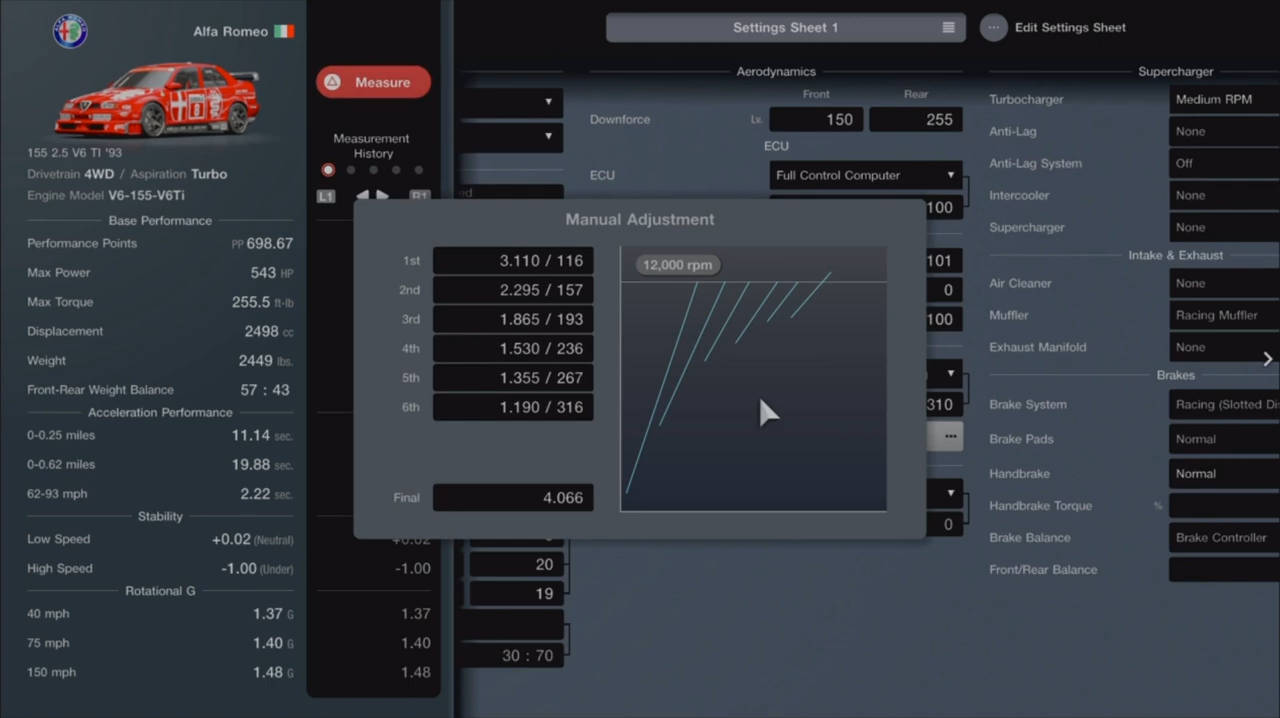 Alfa Romeo
155 2.5 V6 TI '93
Drivetrain 4WD / Aspiration Turbo
Engine Model V6-155-V6Ti
Base Performance
Performance Points PP 698.67
Max Power 543 HP
Max Torque 255.5 ft-lb
Displacement 2498 cc
Weight 2449 lbs.
Front-Rear Weight Balance 57 : 43
Acceleration Performance
0-0.25 miles 11.14 sec.
0-0.62 miles 19.88 sec.
62-93 mph 2.22 sec.
Stability
Low Speed +0.02 (Neutral)
High Speed -1.00 (Under)
Rotational G
40 mph 1.37 G
75 mph 1.40 G
150 mph 1.48 G
Measure
Measurement
History
L1 R1
+0.02
-1.00
1.37
1.40
1.48
Settings Sheet 1
Edit Settings Sheet
Manual Adjustment
1st 3.110 / 116
2nd 2.295 / 157
3rd 1.865 / 193
4th 1.530 / 236
5th 1.355 / 267
6th 1.190 / 316
Final 4.066
12,000 rpm
20
19
30 : 70
Aerodynamics
Front Rear
Downforce Lv. 150 255
ECU
ECU Full Control Computer
100
101
0
100
310
0
Supercharger
Turbocharger Medium RPM
Anti-Lag None
Anti-Lag System Off
Intercooler None
Supercharger None
Intake & Exhaust
Air Cleaner None
Muffler Racing Muffler
Exhaust Manifold None
Brakes
Brake System Racing (Slotted Di
Brake Pads Normal
Handbrake Normal
Handbrake Torque %
Brake Balance Brake Controller
Front/Rear Balance